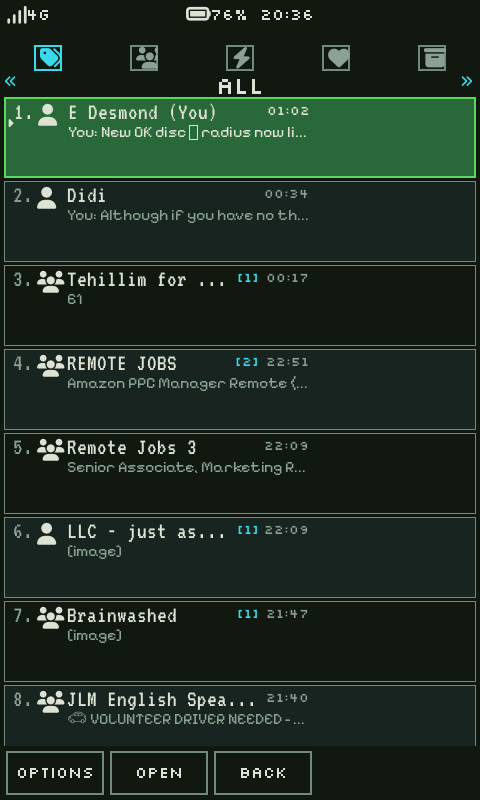 4G 76% 20:36
« »
ALL
1. E Desmond (You) 01:02
You: New OK disc radius now li...
2. Didi 00:34
You: Although if you have no th...
3. Tehillim for ... [1] 00:17
61
4. REMOTE JOBS [2] 22:51
Amazon PPC Manager Remote (...
5. Remote Jobs 3 22:09
Senior Associate, Marketing R...
6. LLC - just as... [1] 22:09
(image)
7. Brainwashed [1] 21:47
(image)
8. JLM English Spea... 21:40
🚗 VOLUNTEER DRIVER NEEDED -...
OPTIONS OPEN BACK